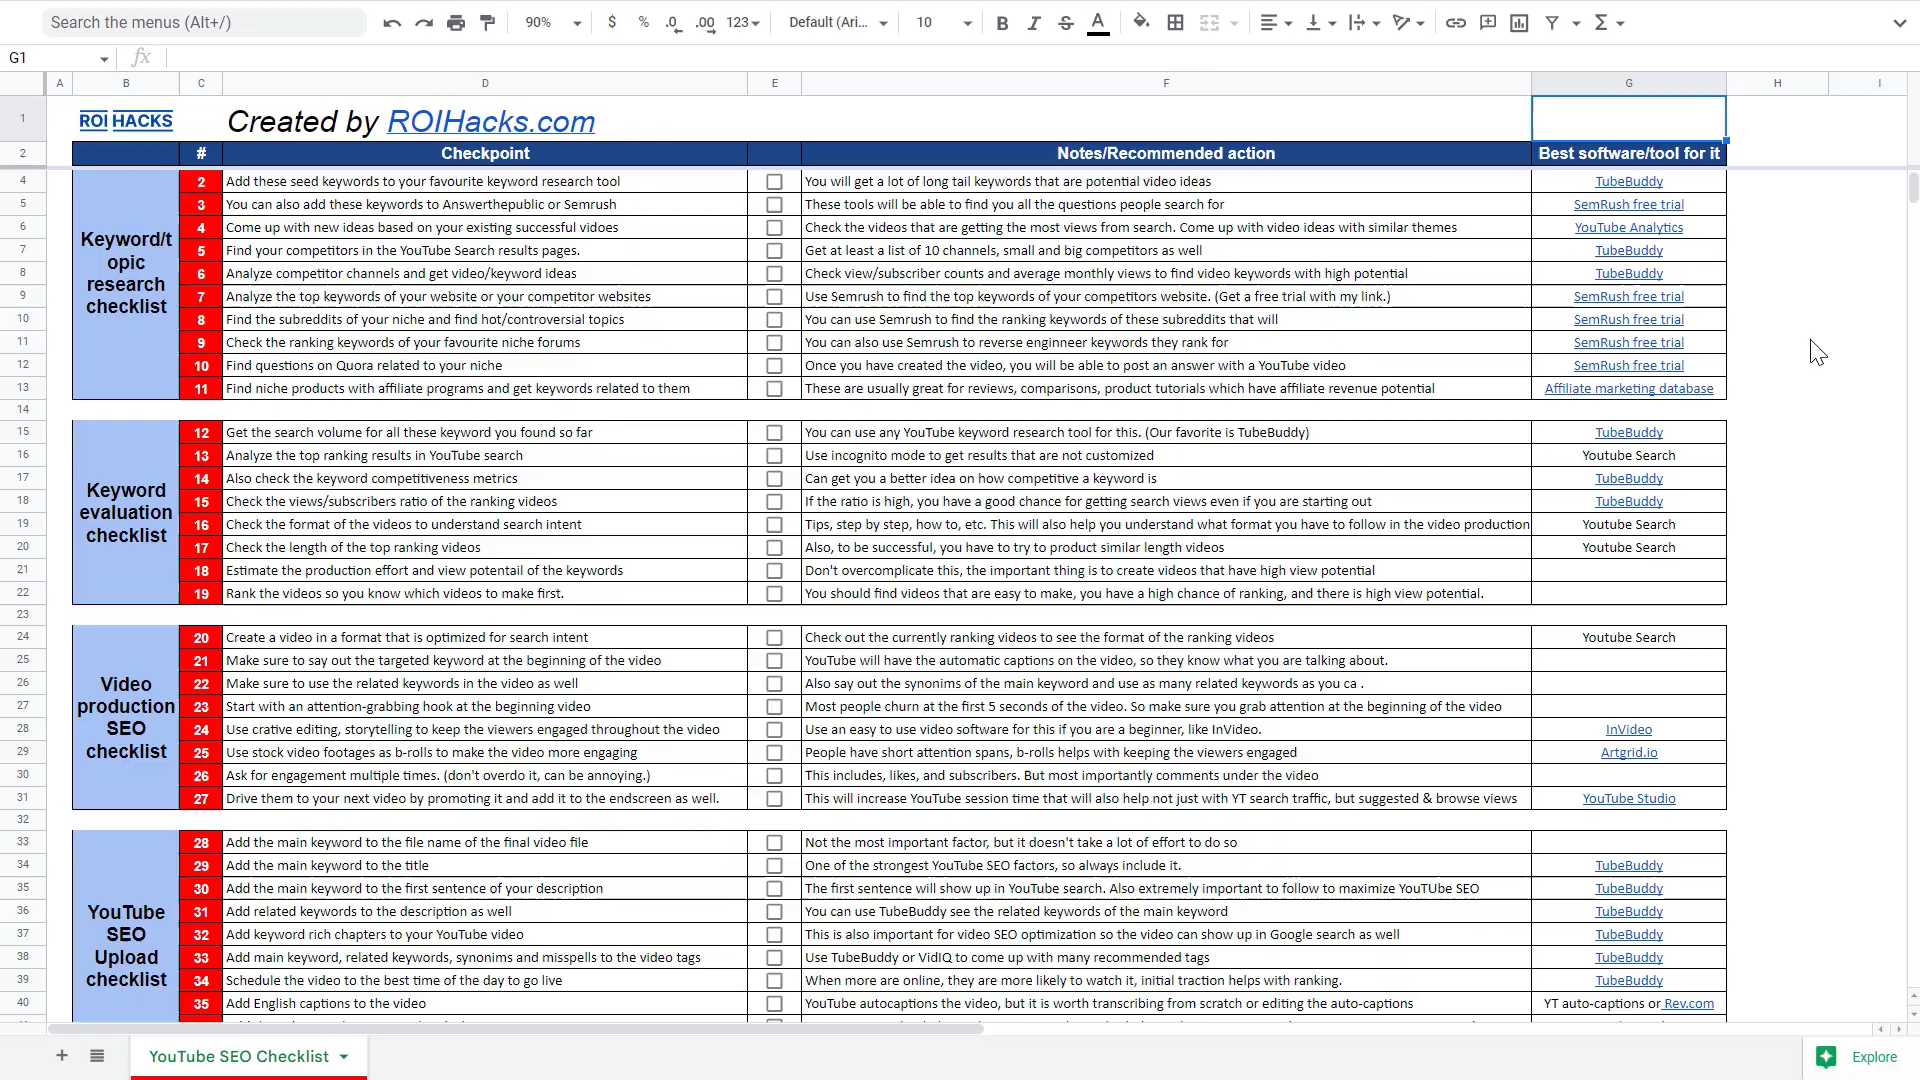 Search the menus (Alt+/)
90% $ % .0 .00 123 Default (Ari... 10 B I S A
G1 fx
A B C D E F G H I
1 ROI HACKS Created by ROIHacks.com
2 # Checkpoint Notes/Recommended action Best software/tool for it
Keyword/t
opic
research
checklist
4 2 Add these seed keywords to your favourite keyword research tool You will get a lot of long tail keywords that are potential video ideas TubeBuddy
5 3 You can also add these keywords to Answerthepublic or Semrush These tools will be able to find you all the questions people search for SemRush free trial
6 4 Come up with new ideas based on your existing successful vidoes Check the videos that are getting the most views from search. Come up with video ideas with similar themes YouTube Analytics
7 5 Find your competitors in the YouTube Search results pages. Get at least a list of 10 channels, small and big competitors as well TubeBuddy
8 6 Analyze competitor channels and get video/keyword ideas Check view/subscriber counts and average monthly views to find video keywords with high potential TubeBuddy
9 7 Analyze the top keywords of your website or your competitor websites Use Semrush to find the top keywords of your competitors website. (Get a free trial with my link.) SemRush free trial
10 8 Find the subreddits of your niche and find hot/controversial topics You can use Semrush to find the ranking keywords of these subreddits that will SemRush free trial
11 9 Check the ranking keywords of your favourite niche forums You can also use Semrush to reverse enginneer keywords they rank for SemRush free trial
12 10 Find questions on Quora related to your niche Once you have created the video, you will be able to post an answer with a YouTube video SemRush free trial
13 11 Find niche products with affiliate programs and get keywords related to them These are usually great for reviews, comparisons, product tutorials which have affiliate revenue potential Affiliate marketing database
14
Keyword
evaluation
checklist
15 12 Get the search volume for all these keyword you found so far You can use any YouTube keyword research tool for this. (Our favorite is TubeBuddy) TubeBuddy
16 13 Analyze the top ranking results in YouTube search Use incognito mode to get results that are not customized Youtube Search
17 14 Also check the keyword competitiveness metrics Can get you a better idea on how competitive a keyword is TubeBuddy
18 15 Check the views/subscribers ratio of the ranking videos If the ratio is high, you have a good chance for getting search views even if you are starting out TubeBuddy
19 16 Check the format of the videos to understand search intent Tips, step by step, how to, etc. This will also help you understand what format you have to follow in the video production Youtube Search
20 17 Check the length of the top ranking videos Also, to be successful, you have to try to product similar length videos Youtube Search
21 18 Estimate the production effort and view potentail of the keywords Don't overcomplicate this, the important thing is to create videos that have high view potential
22 19 Rank the videos so you know which videos to make first. You should find videos that are easy to make, you have a high chance of ranking, and there is high view potential.
23
Video
production
SEO
checklist
24 20 Create a video in a format that is optimized for search intent Check out the currently ranking videos to see the format of the ranking videos Youtube Search
25 21 Make sure to say out the targeted keyword at the beginning of the video YouTube will have the automatic captions on the video, so they know what you are talking about.
26 22 Make sure to use the related keywords in the video as well Also say out the synonims of the main keyword and use as many related keywords as you ca .
27 23 Start with an attention-grabbing hook at the beginning video Most people churn at the first 5 seconds of the video. So make sure you grab attention at the beginning of the video
28 24 Use crative editing, storytelling to keep the viewers engaged throughout the video Use an easy to use video software for this if you are a beginner, like InVideo. InVideo
29 25 Use stock video footages as b-rolls to make the video more engaging People have short attention spans, b-rolls helps with keeping the viewers engaged Artgrid.io
30 26 Ask for engagement multiple times. (don't overdo it, can be annoying.) This includes, likes, and subscribers. But most importantly comments under the video
31 27 Drive them to your next video by promoting it and add it to the endscreen as well. This will increase YouTube session time that will also help not just with YT search traffic, but suggested & browse views YouTube Studio
32
YouTube
SEO
Upload
checklist
33 28 Add the main keyword to the file name of the final video file Not the most important factor, but it doesn't take a lot of effort to do so
34 29 Add the main keyword to the title One of the strongest YouTube SEO factors, so always include it. TubeBuddy
35 30 Add the main keyword to the first sentence of your description The first sentence will show up in YouTube search. Also extremely important to follow to maximize YouTUbe SEO TubeBuddy
36 31 Add related keywords to the description as well You can use TubeBuddy see the related keywords of the main keyword TubeBuddy
37 32 Add keyword rich chapters to your YouTube video This is also important for video SEO optimization so the video can show up in Google search as well TubeBuddy
38 33 Add main keyword, related keywords, synonims and misspells to the video tags Use TubeBuddy or VidIQ to come up with many recommended tags TubeBuddy
39 34 Schedule the video to the best time of the day to go live When more are online, they are more likely to watch it, initial traction helps with ranking. TubeBuddy
40 35 Add English captions to the video YouTube autocaptions the video, but it is worth transcribing from scratch or editing the auto-captions YT auto-captions or Rev.com
YouTube SEO Checklist Explore